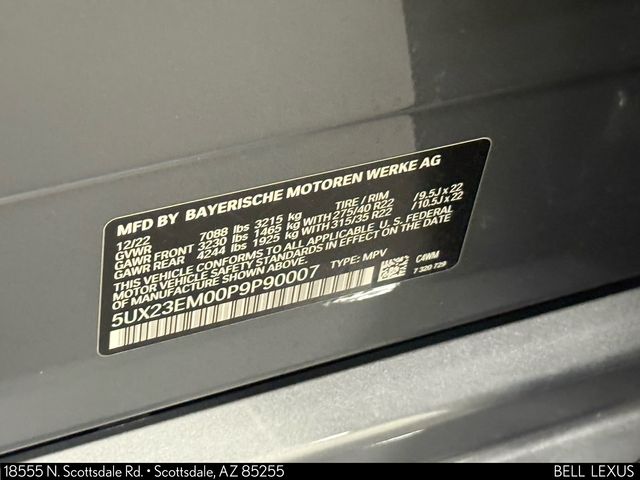 MFD BY BAYERISCHE MOTOREN WERKE AG
12/22 TIRE / RIM
GVWR 7088 lbs 3215 kg
GAWR FRONT 3230 lbs 1465 kg WITH 275/40 R22 /9.5J x 22
GAWR REAR 4244 lbs 1925 kg WITH 315/35 R22 /10.5J x 22
THIS VEHICLE CONFORMS TO ALL APPLICABLE U.S. FEDERAL
MOTOR VEHICLE SAFETY STANDARDS IN EFFECT ON THE DATE
OF MANUFACTURE SHOWN ABOVE.
5UX23EM00P9P90007 TYPE: MPV C4WM
7 320 729
18555 N. Scottsdale Rd. • Scottsdale, AZ 85255 BELL LEXUS